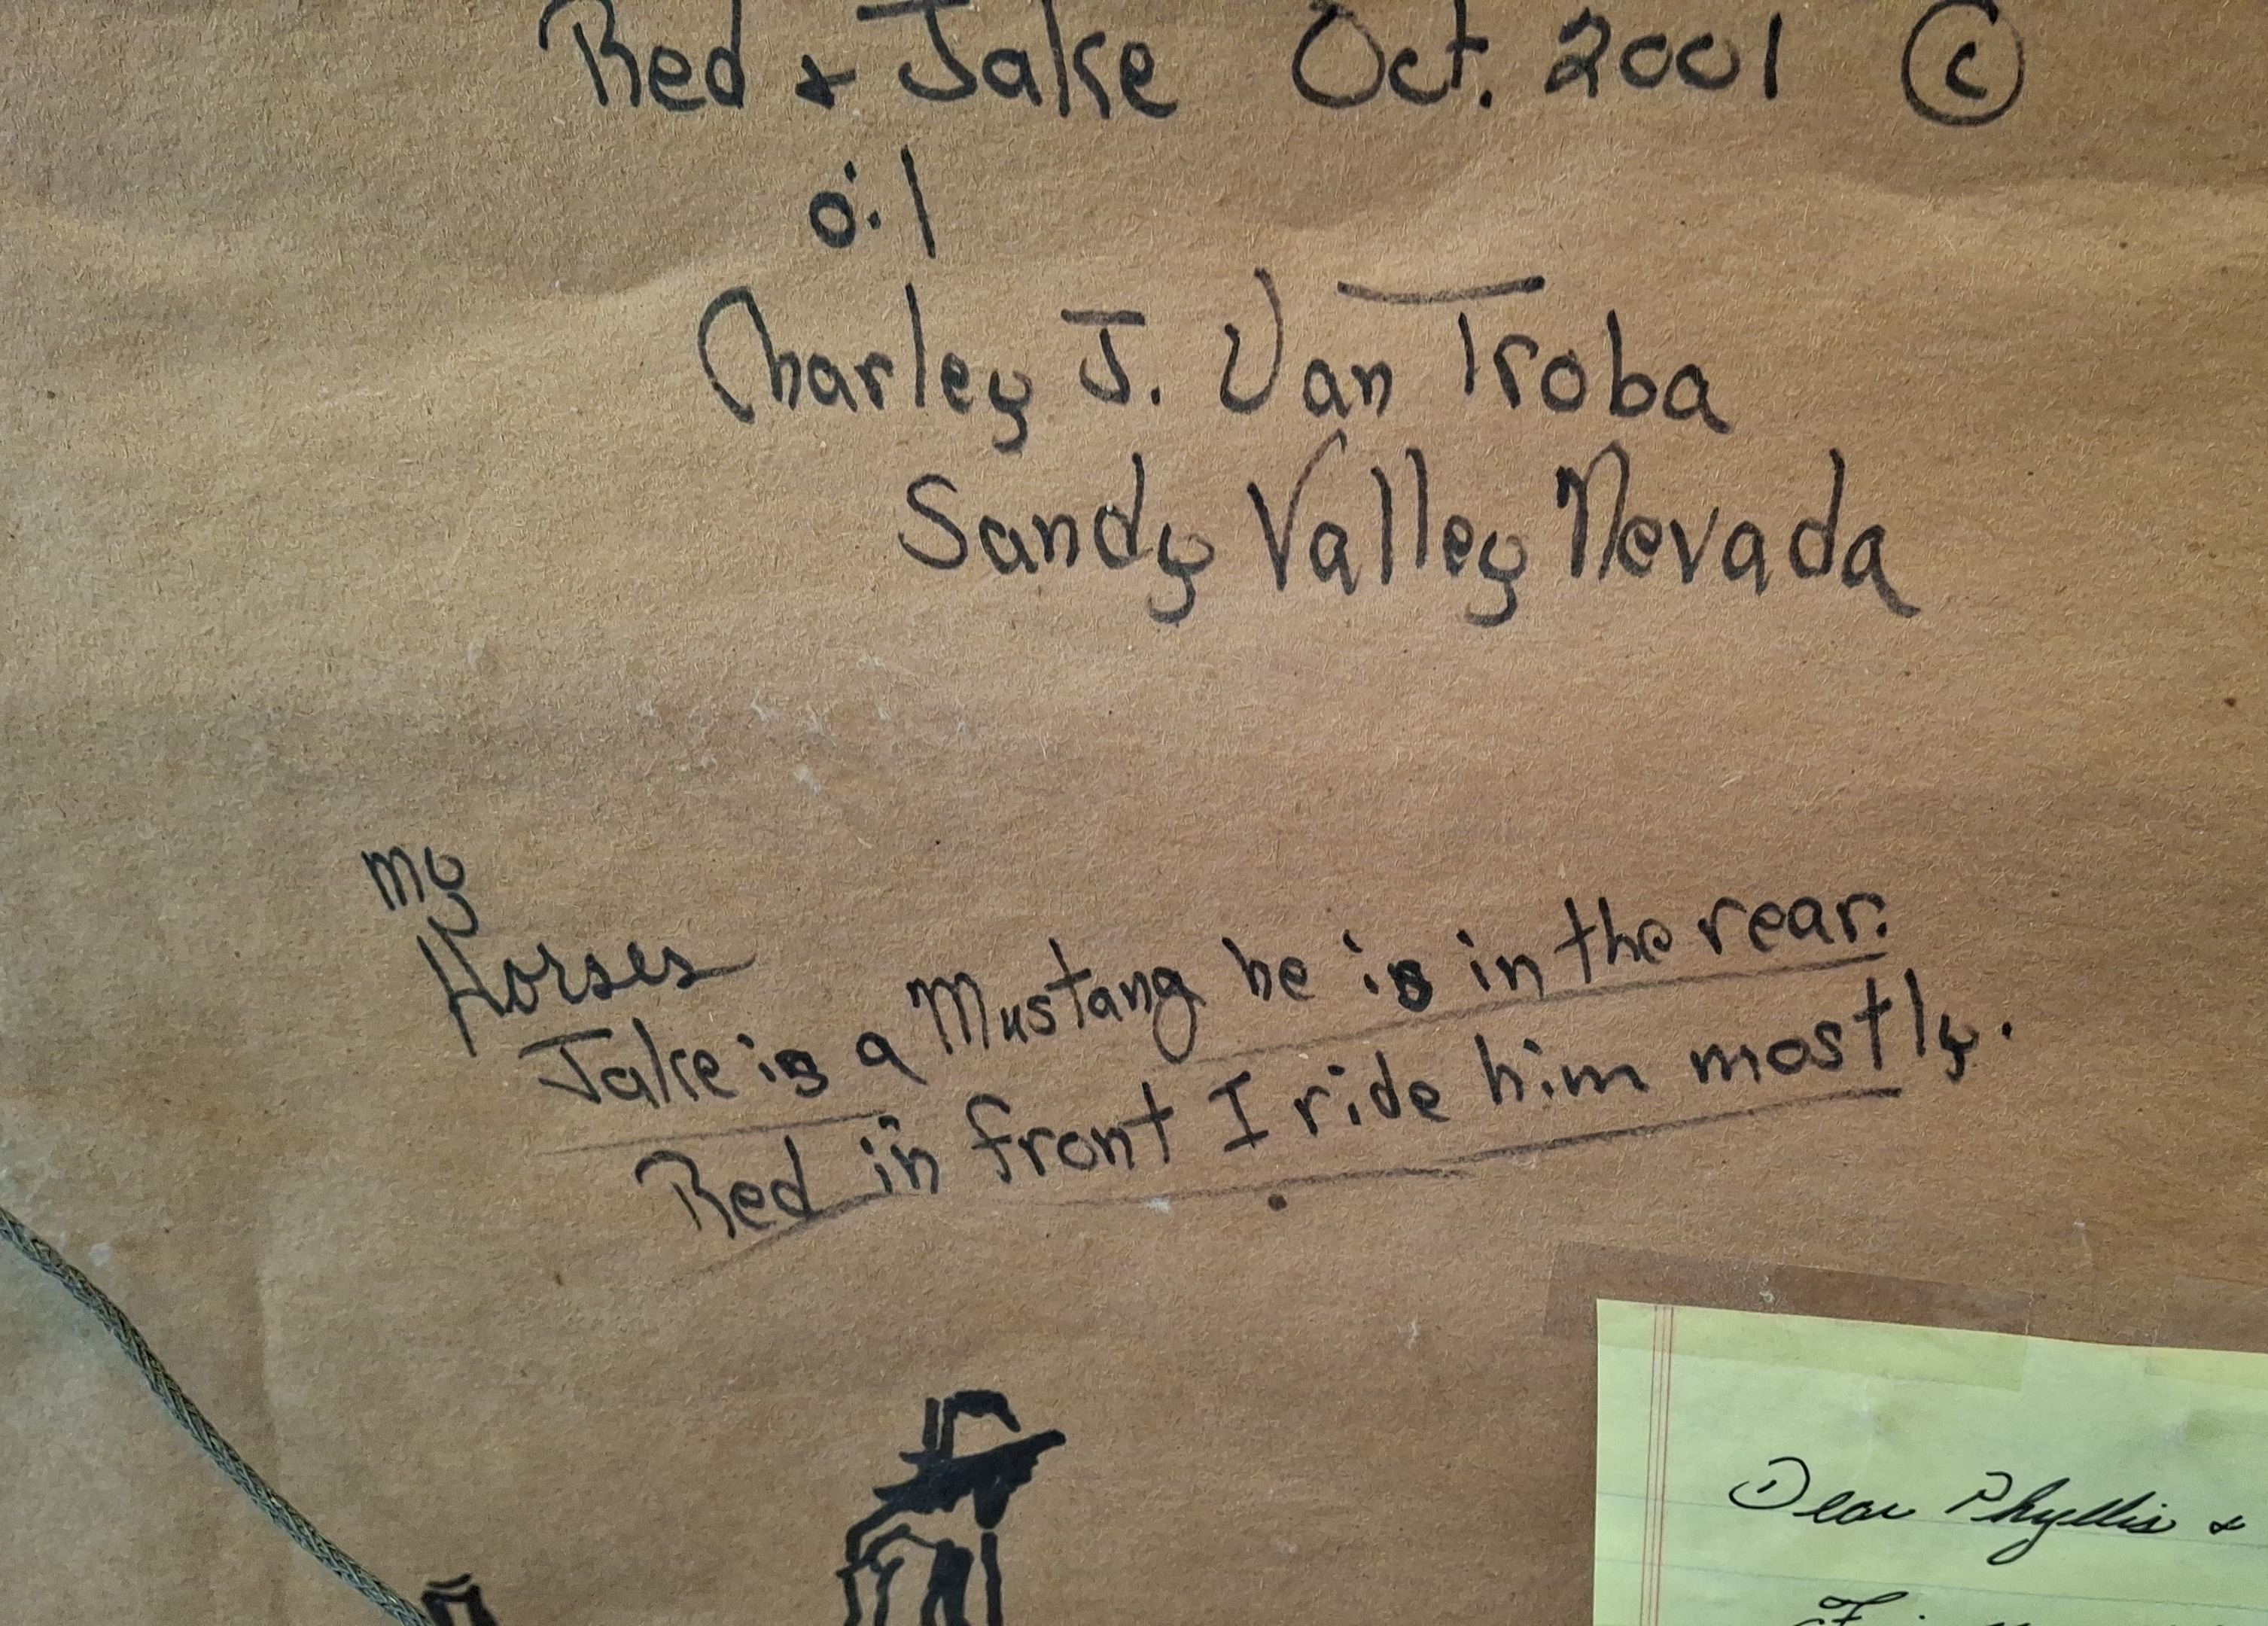 Red + Jake Oct. 2001 ©
oil
Charley J. Van Troba
Sandy Valley Nevada
my
Horses
Jake is a Mustang he is in the rear.
Red in front I ride him mostly.
Dear Phyllis &